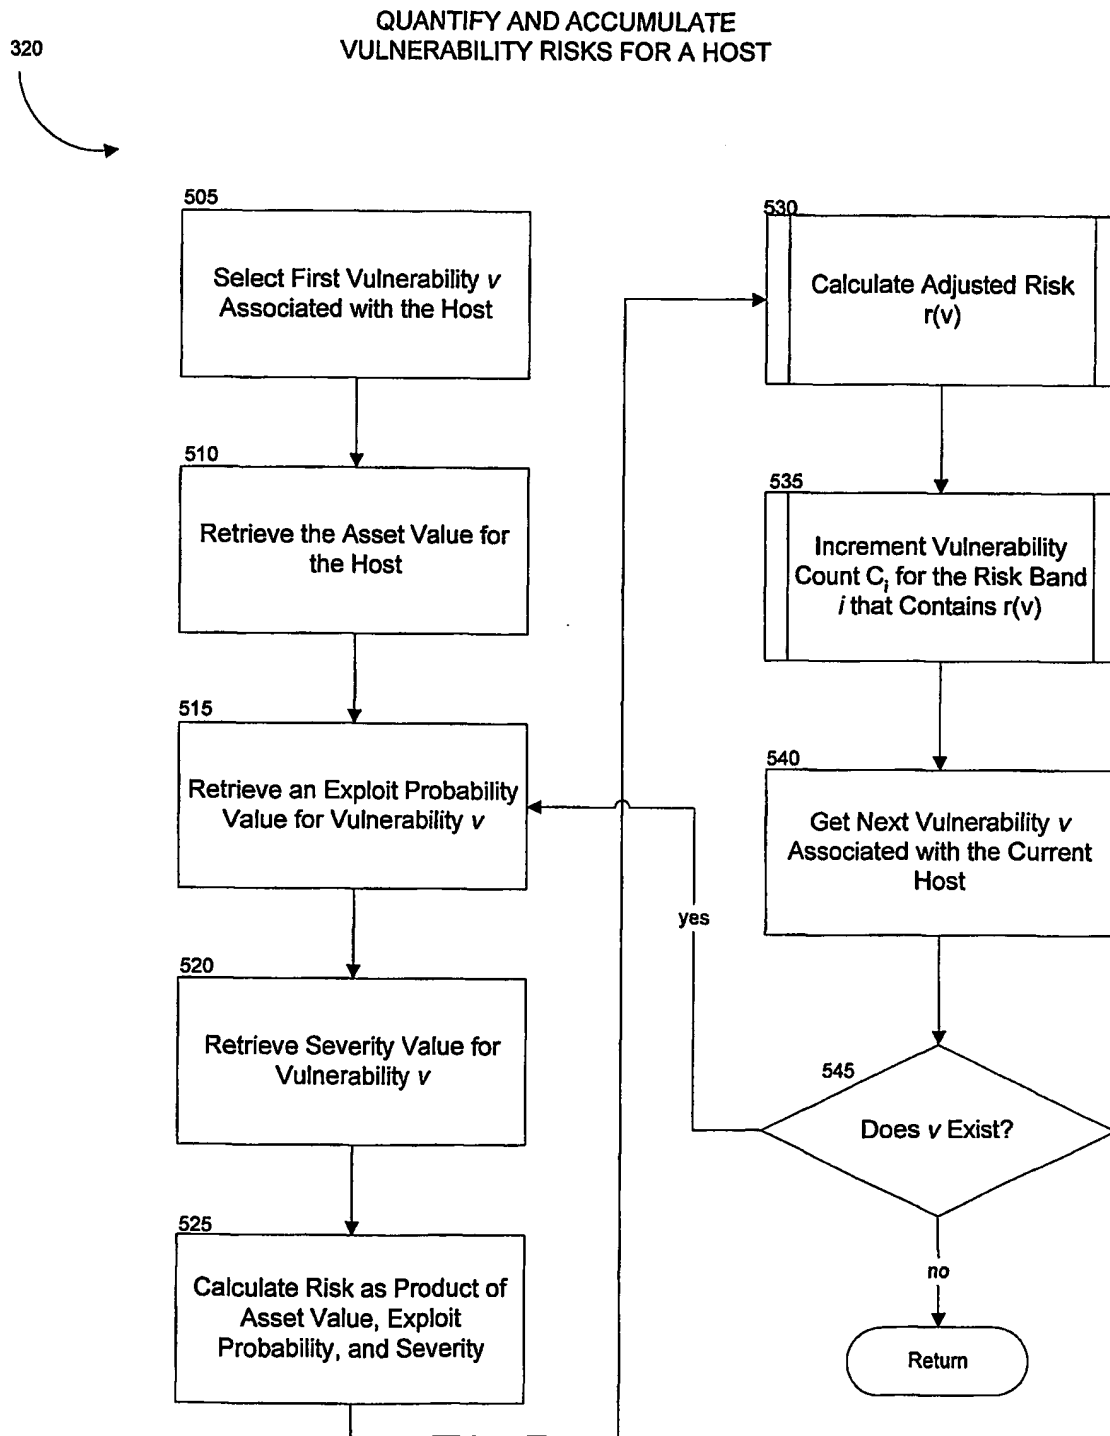 QUANTIFY AND ACCUMULATE
VULNERABILITY RISKS FOR A HOST
320
505
Select First Vulnerability v
Associated with the Host
510
Retrieve the Asset Value for
the Host
515
Retrieve an Exploit Probability
Value for Vulnerability v
520
Retrieve Severity Value for
Vulnerability v
525
Calculate Risk as Product of
Asset Value, Exploit
Probability, and Severity
530
Calculate Adjusted Risk
r(v)
535
Increment Vulnerability
Count Ci for the Risk Band
i that Contains r(v)
540
Get Next Vulnerability v
Associated with the Current
Host
yes
545
Does v Exist?
no
Return